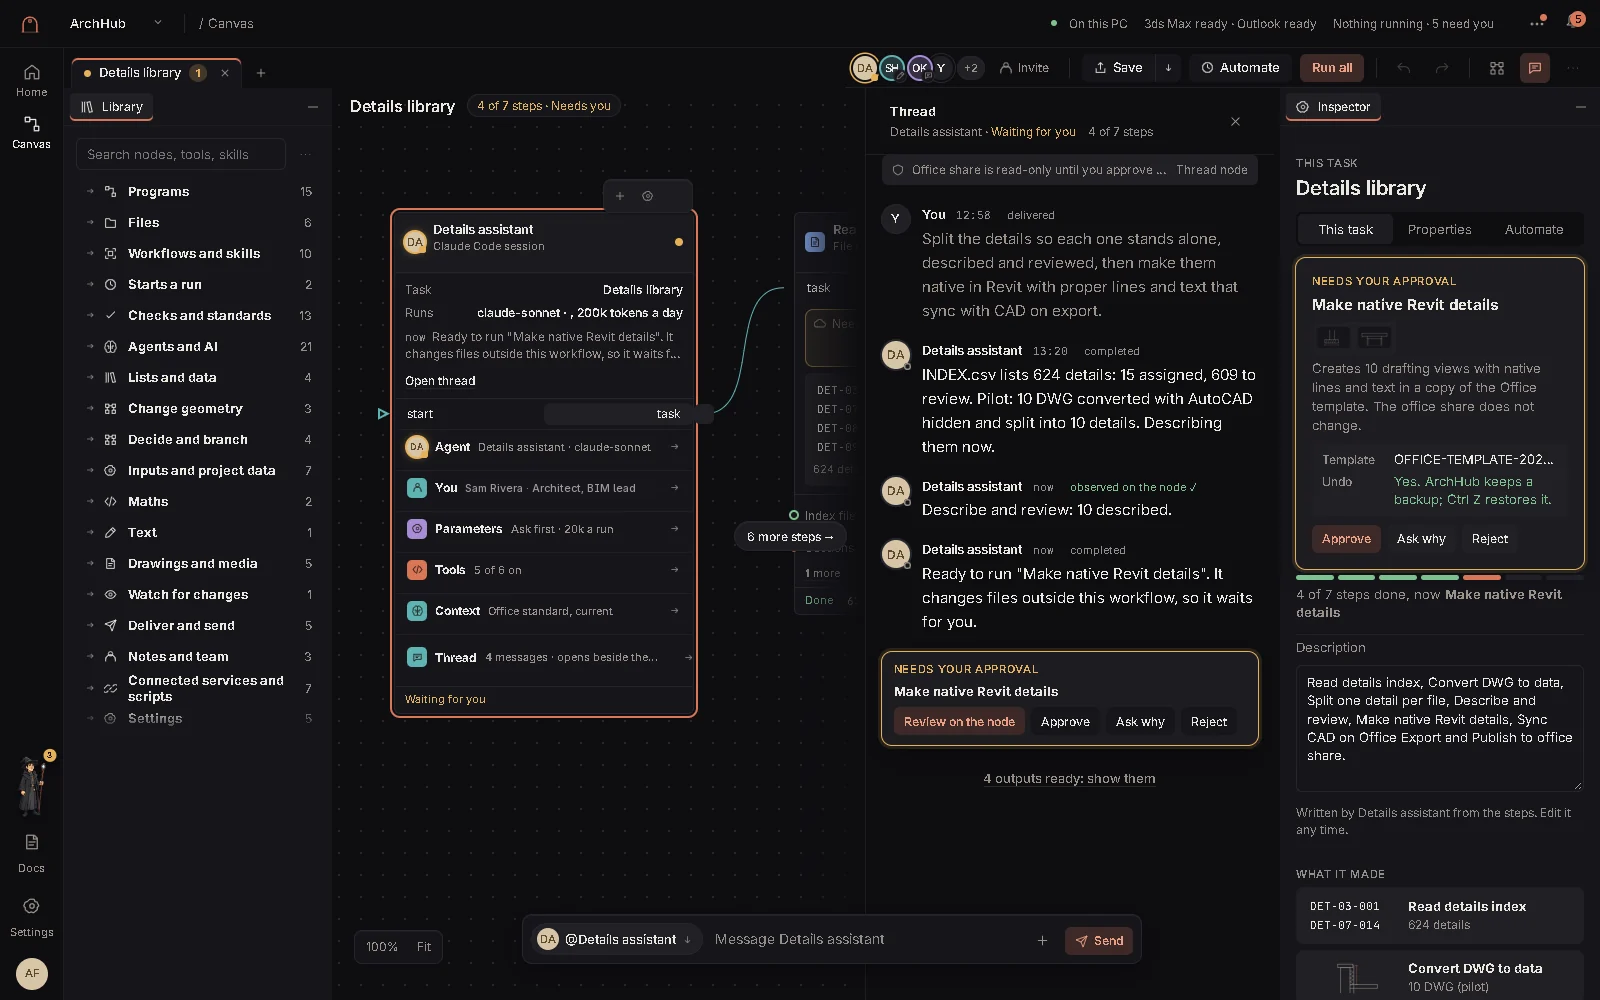 ArchHub
/ Canvas
On this PC
3ds Max ready · Outlook ready
Nothing running · 5 need you
5
Home
Canvas
3
Docs
Settings
AF
Details library 1
DA
SH
OK
Y
+2
Invite
Save
Automate
Run all
Library
Search nodes, tools, skills
Programs 15
Files 6
Workflows and skills 10
Starts a run 2
Checks and standards 13
Agents and AI 21
Lists and data 4
Change geometry 3
Decide and branch 4
Inputs and project data 7
Maths 2
Text 1
Drawings and media 5
Watch for changes 1
Deliver and send 5
Notes and team 3
Connected services and
scripts 7
Settings 5
Details library
4 of 7 steps · Needs you
DA
Details assistant
Claude Code session
Task Details library
Runs claude-sonnet · , 200k tokens a day
now Ready to run "Make native Revit details". It
changes files outside this workflow, so it waits f...
Open thread
start task
DA Agent Details assistant · claude-sonnet
You Sam Rivera · Architect, BIM lead
Parameters Ask first · 20k a run
Tools 5 of 6 on
Context Office standard, current
Thread 4 messages · opens beside the...
Waiting for you
task
Index file
6 more steps →
1 more
Done
100% Fit
DA @Details assistant
Message Details assistant
Send
Thread
Details assistant · Waiting for you 4 of 7 steps
Office share is read-only until you approve ... Thread node
Y
You 12:58 delivered
Split the details so each one stands alone,
described and reviewed, then make them
native in Revit with proper lines and text that
sync with CAD on export.
DA
Details assistant 13:20 completed
INDEX.csv lists 624 details: 15 assigned, 609 to
review. Pilot: 10 DWG converted with AutoCAD
hidden and split into 10 details. Describing
them now.
DA
Details assistant now observed on the node ✓
Describe and review: 10 described.
DA
Details assistant now completed
Ready to run "Make native Revit details". It
changes files outside this workflow, so it waits
for you.
NEEDS YOUR APPROVAL
Make native Revit details
Review on the node Approve Ask why Reject
4 outputs ready: show them
Inspector
THIS TASK
Details library
This task Properties Automate
NEEDS YOUR APPROVAL
Make native Revit details
Creates 10 drafting views with native
lines and text in a copy of the Office
template. The office share does not
change.
Template OFFICE-TEMPLATE-202...
Undo Yes. ArchHub keeps a
backup; Ctrl Z restores it.
Approve Ask why Reject
4 of 7 steps done, now Make native Revit
details
Description
Read details index, Convert DWG to data,
Split one detail per file, Describe and
review, Make native Revit details, Sync
CAD on Office Export and Publish to office
share.
Written by Details assistant from the steps. Edit it
any time.
WHAT IT MADE
DET-03-001
DET-07-014
Read details index
624 details
Convert DWG to data
10 DWG (pilot)